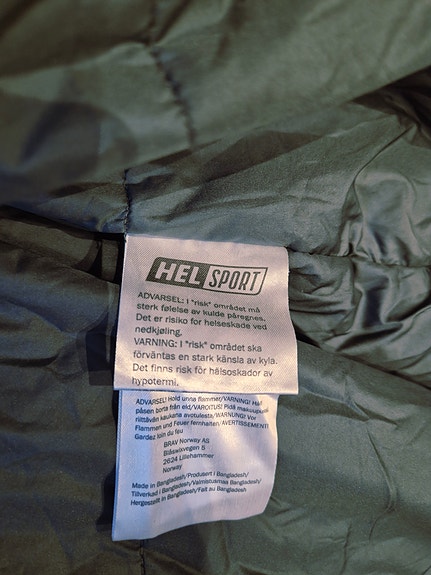 HELSPORT
ADVARSEL: I "risk" området må
sterk følelse av kulde påregnes.
Det er risiko for helseskade ved
nedkjøling.
VARNING: I "risk" området ska
förväntas en stark känsla av kyla.
Det finns risk för hälsoskador av
hypotermi.
ADVARSEL! Hold unna flammer/VARNING! Håll
påsen borta från eld/VAROITUS! Pidä makuupussi
riittävän kaukana avotulesta/WARNUNG! Vor
Flammen und Feuer fernhalten/AVERTISSEMENT!
Gardez loin du feu
BRAV Norway AS
Blåswixvegen 5
2624 Lillehammer
Norway
Made in Bangladesh/Produsert i Bangladesh/
Tillverkad i Bangladesh/Valmistusmaa Bangladesh/
Hergestellt in Bangladesh/Fait au Bangladesh